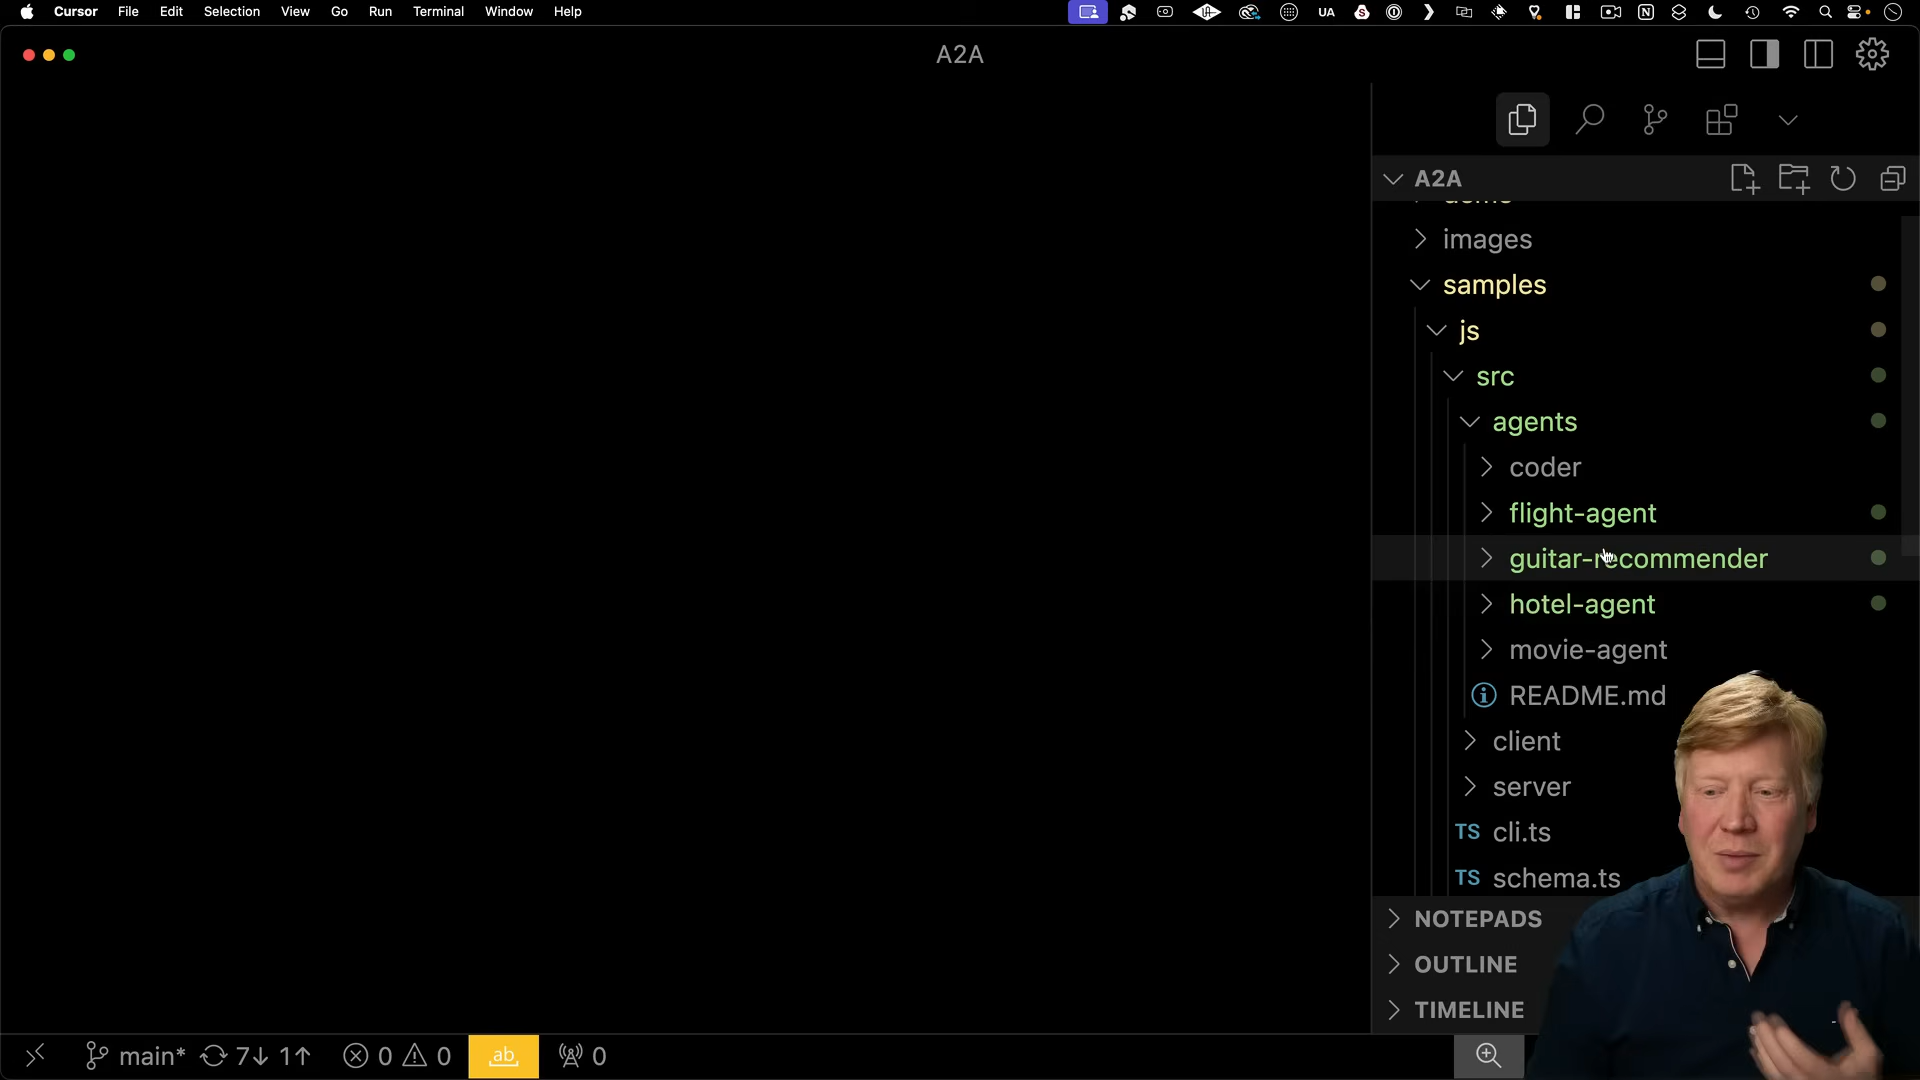 Cursor File Edit Selection View Go Run Terminal Window Help UA
A2A
A2A
images
samples
js
src
agents
coder
flight-agent
guitar-recommender
hotel-agent
movie-agent
README.md
client
server
TS cli.ts
TS schema.ts
NOTEPADS
OUTLINE
TIMELINE
main* 7↓ 1↑ 0 0 ab 0